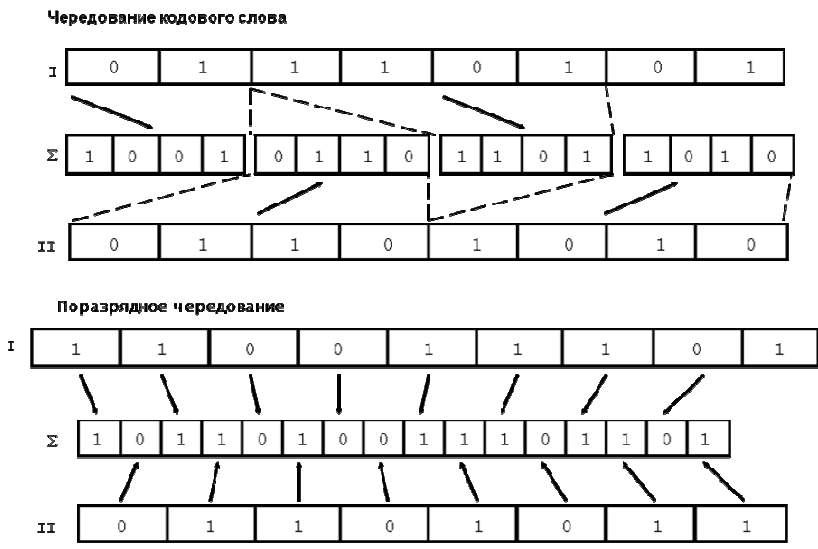 Чередование кодового слова
I 0 1 1 1 0 1 0 1
Σ 1 0 0 1 0 1 1 0 1 1 0 1 1 0 1 0
II 0 1 1 0 1 0 1 0
Поразрядное чередование
I 1 1 0 0 1 1 1 0 1
Σ 1 0 1 1 0 1 0 0 1 1 1 0 1 1 0 1
II 0 1 1 0 1 0 1 1